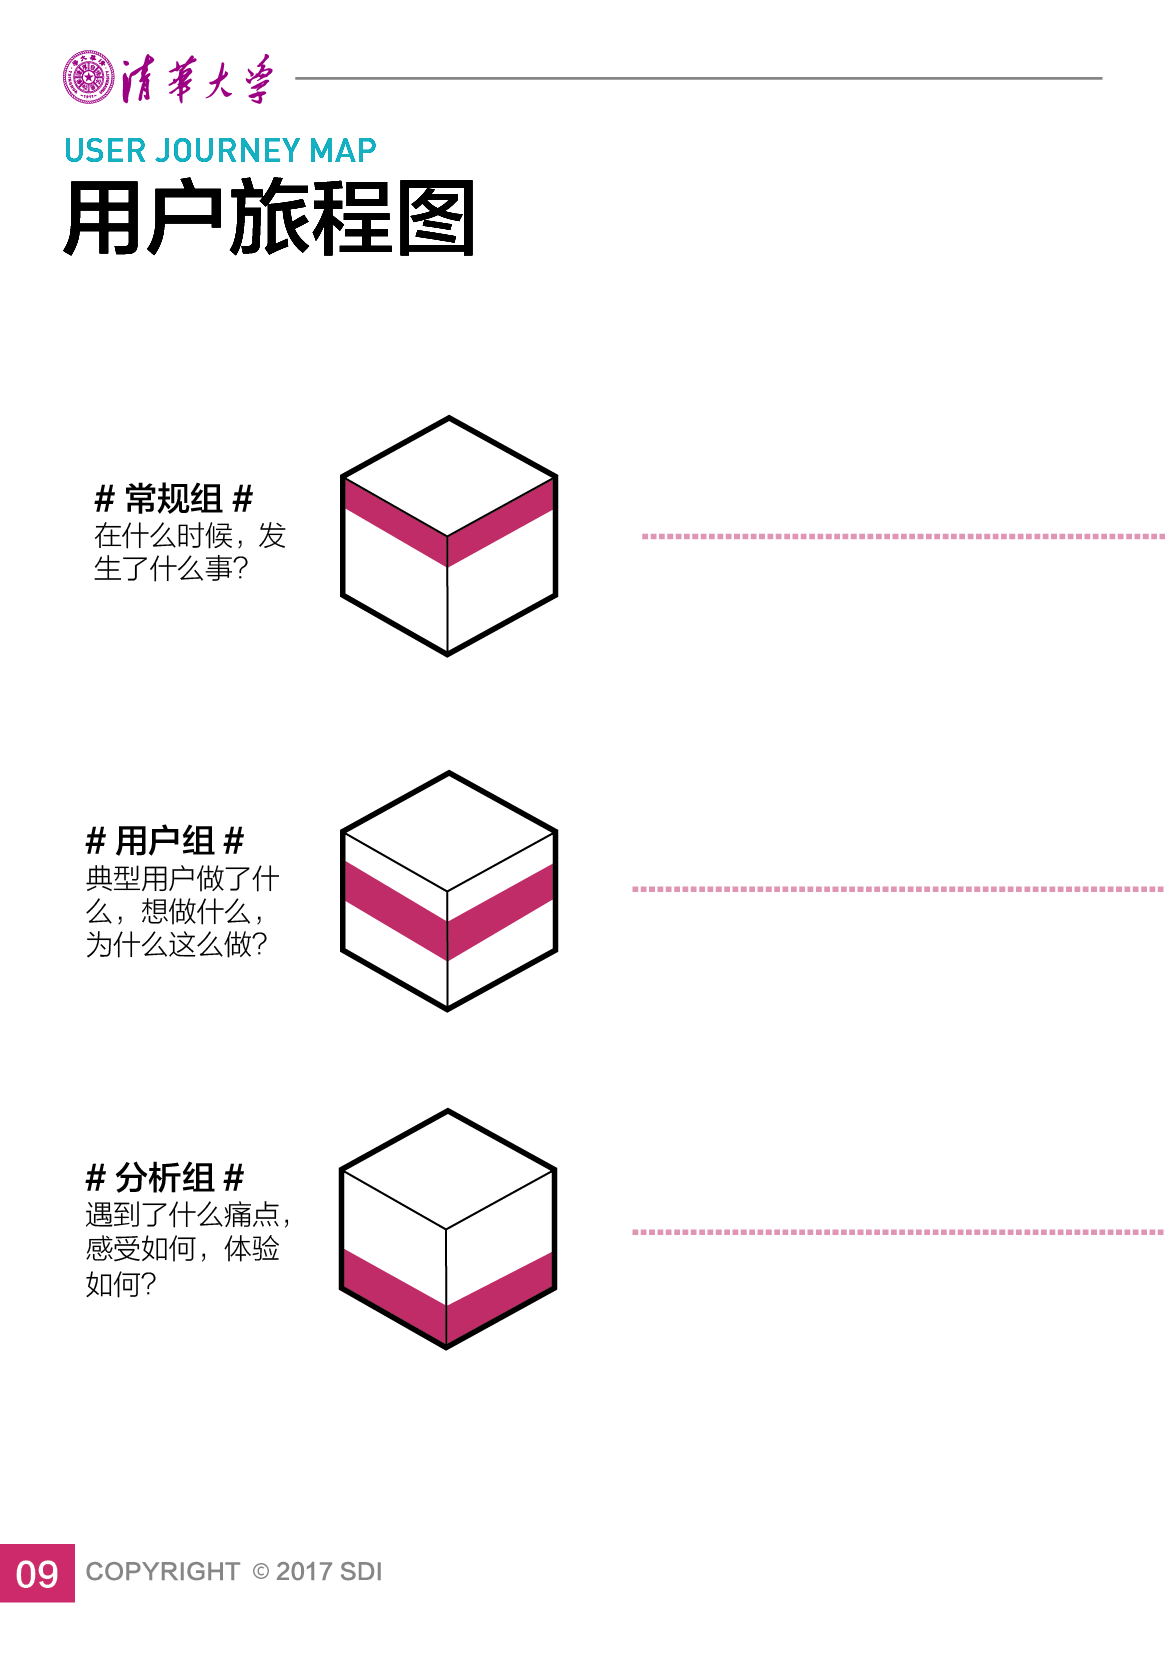 清华大学
USER JOURNEY MAP
用户旅程图
# 常规组 #
在什么时候，发
生了什么事？
# 用户组 #
典型用户做了什
么，想做什么，
为什么这么做？
# 分析组 #
遇到了什么痛点，
感受如何，体验
如何？
09 COPYRIGHT © 2017 SDI